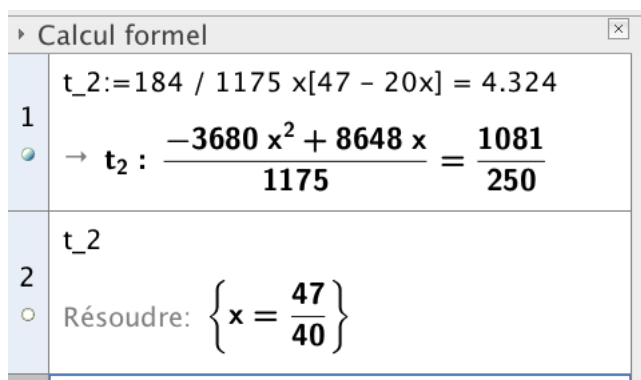 Calcul formel
1
t_2:=184 / 1175 x[47 – 20x] = 4.324
→ t₂ : (−3680 x² + 8648 x)/1175 = 1081/250
2
t_2
Résoudre: {x = 47/40}